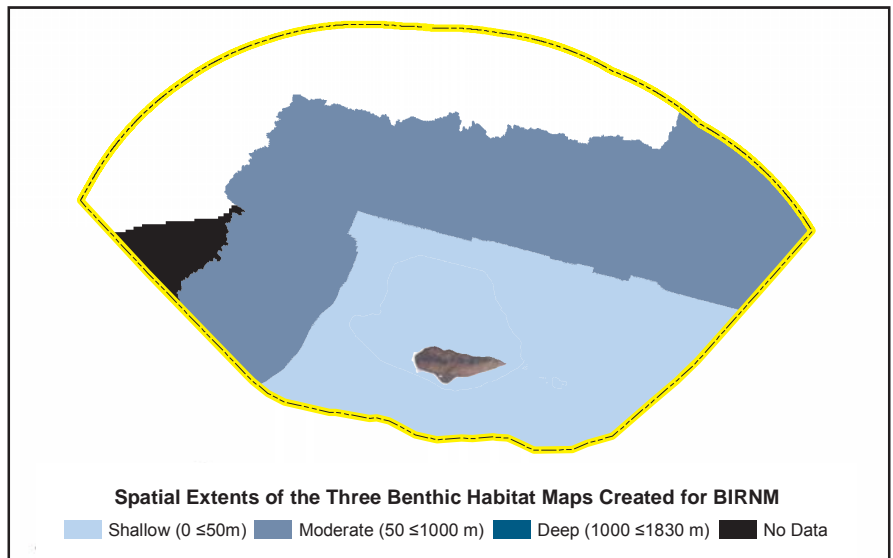 Spatial Extents of the Three Benthic Habitat Maps Created for BIRNM
Shallow (0 ≤50m) Moderate (50 ≤1000 m) Deep (1000 ≤1830 m) No Data